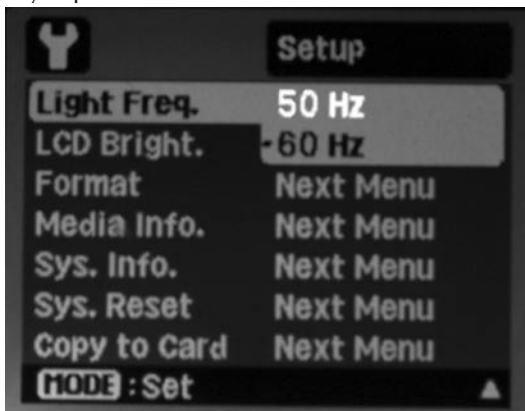 Setup
Light Freq. 50 Hz
LCD Bright. -60 Hz
Format Next Menu
Media Info. Next Menu
Sys. Info. Next Menu
Sys. Reset Next Menu
Copy to Card Next Menu
MODE :Set